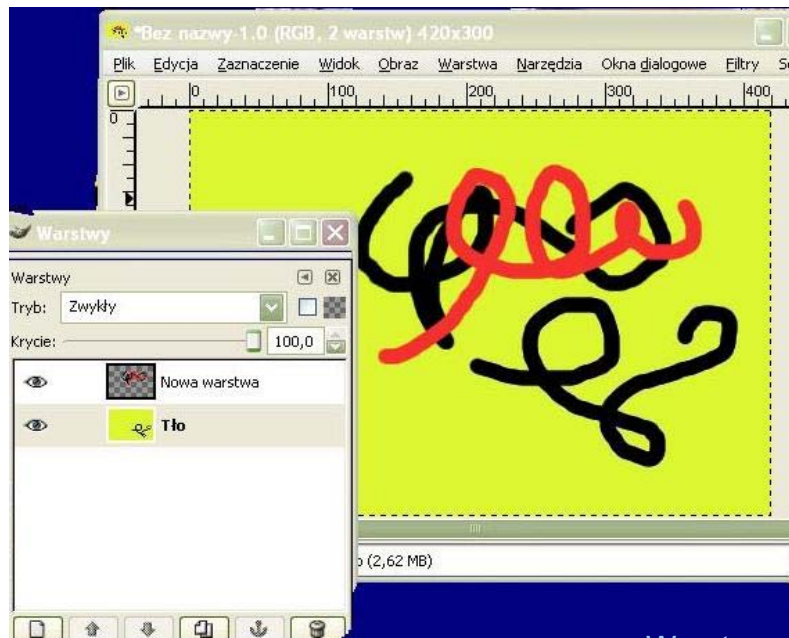 *Bez nazwy-1.0 (RGB, 2 warstw) 420x300
Plik Edycja Zaznaczenie Widok Obraz Warstwa Narzędzia Okna dialogowe Filtry
0 100 200 300 400
0
Warstwy
Warstwy
Tryb: Zwykły
Krycie: 100,0
Nowa warstwa
Tło
(2,62 MB)